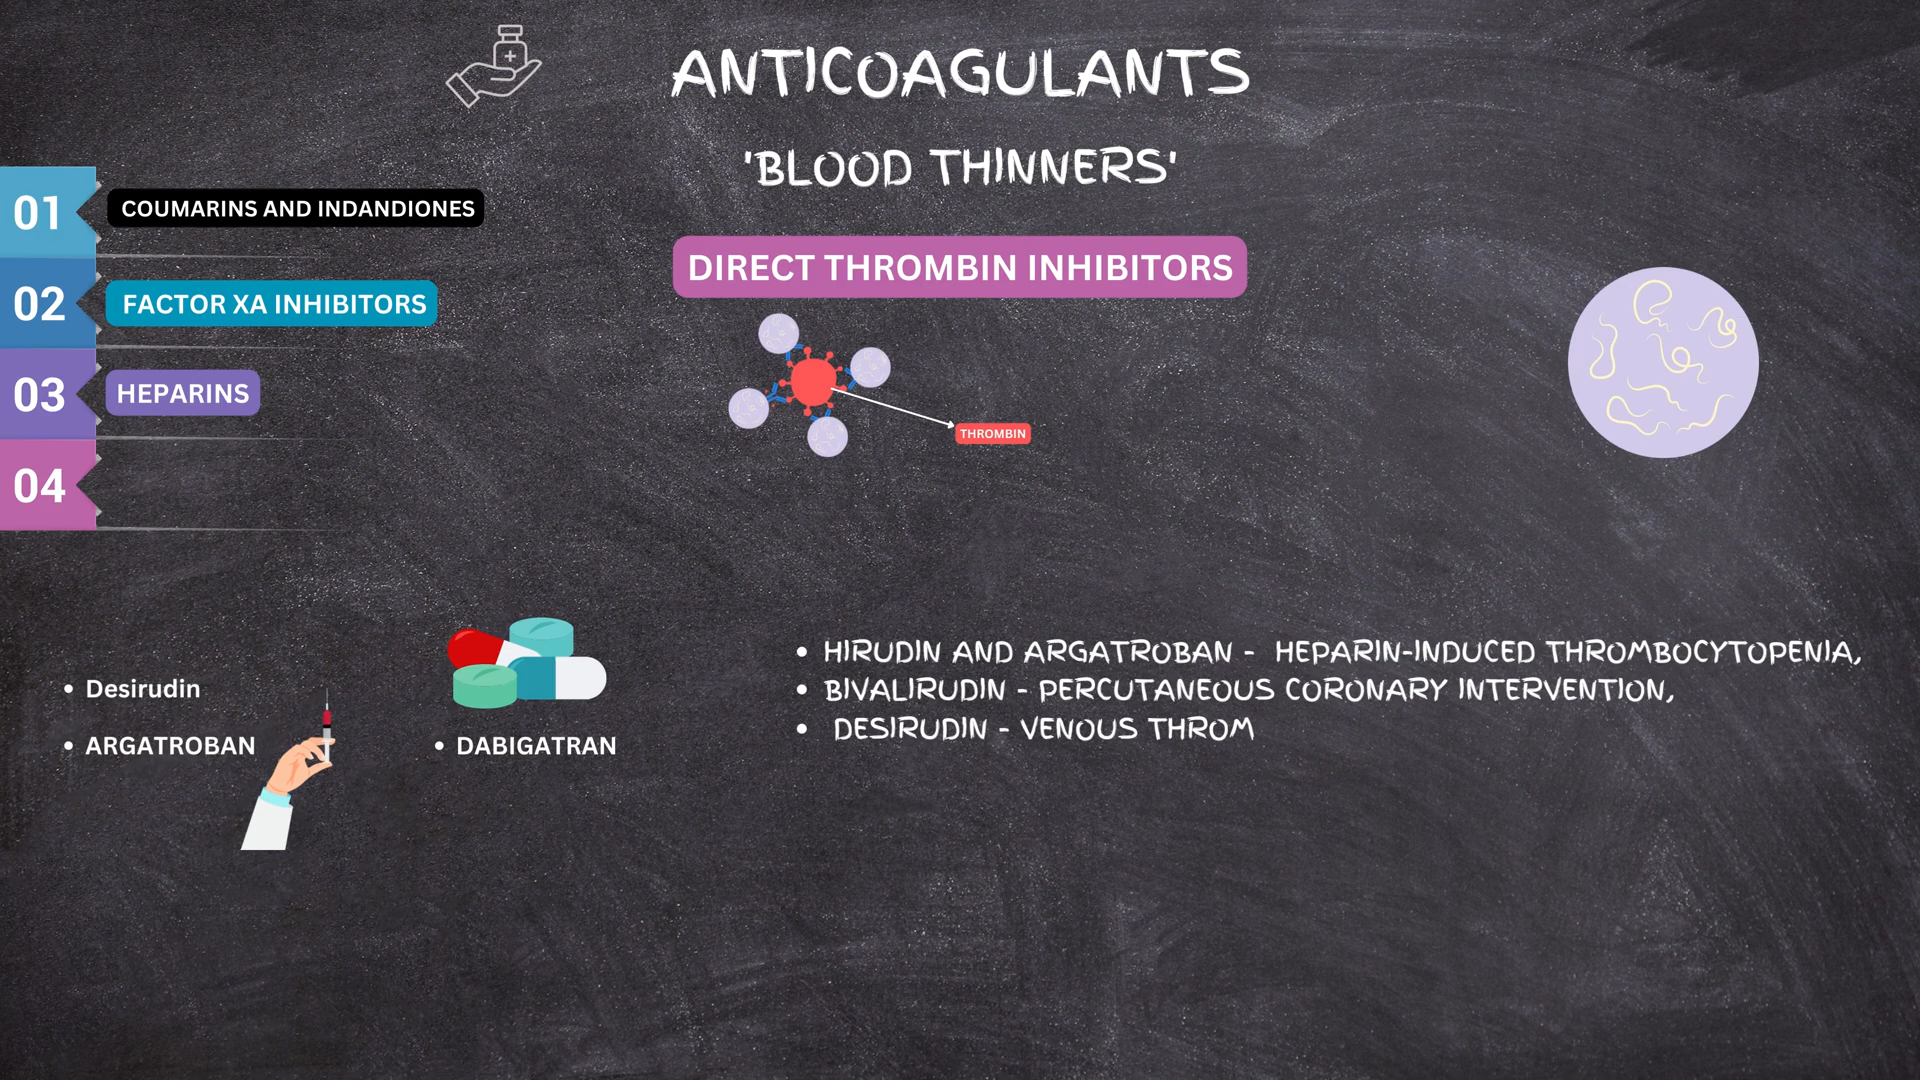 ANTICOAGULANTS
'BLOOD THINNERS'
01 COUMARINS AND INDANDIONES
DIRECT THROMBIN INHIBITORS
02 FACTOR XA INHIBITORS
03 HEPARINS
THROMBIN
04
• Desirudin
• ARGATROBAN
• DABIGATRAN
• HIRUDIN AND ARGATROBAN - HEPARIN-INDUCED THROMBOCYTOPENIA,
• BIVALIRUDIN - PERCUTANEOUS CORONARY INTERVENTION,
• DESIRUDIN - VENOUS THROM